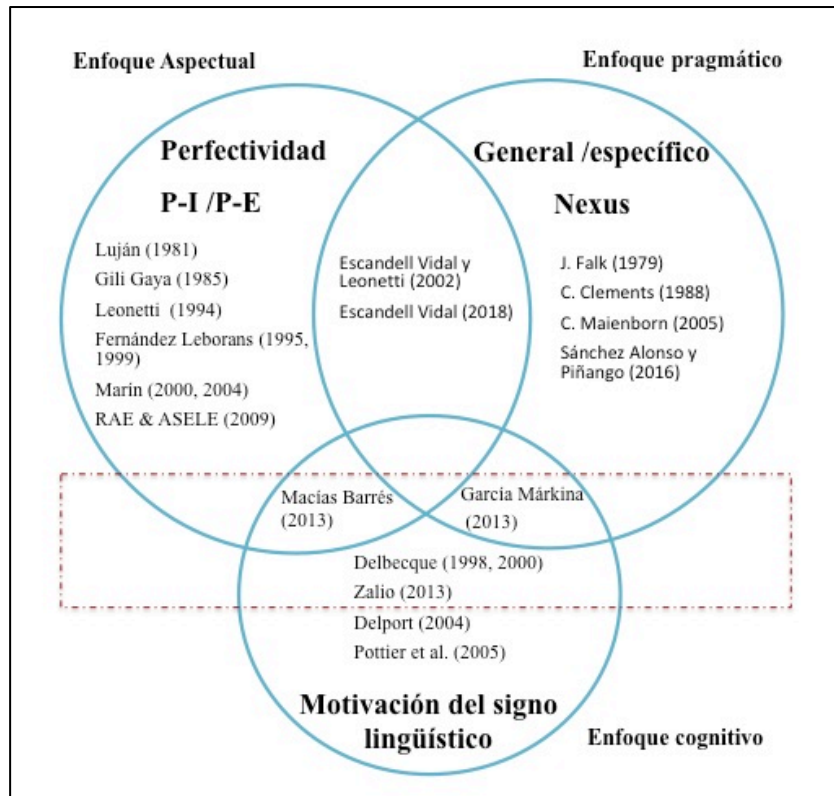 Enfoque Aspectual
Enfoque pragmático
Perfectividad
P-I /P-E
Luján (1981)
Gili Gaya (1985)
Leonetti (1994)
Fernández Leborans (1995,
1999)
Marín (2000, 2004)
RAE & ASELE (2009)
Escandell Vidal y
Leonetti (2002)
Escandell Vidal (2018)
General /específico
Nexus
J. Falk (1979)
C. Clements (1988)
C. Maienborn (2005)
Sánchez Alonso y
Piñango (2016)
Macías Barrés
(2013)
García Márkina
(2013)
Delbecque (1998, 2000)
Zalio (2013)
Delport (2004)
Pottier et al. (2005)
Motivación del signo
lingüístico
Enfoque cognitivo